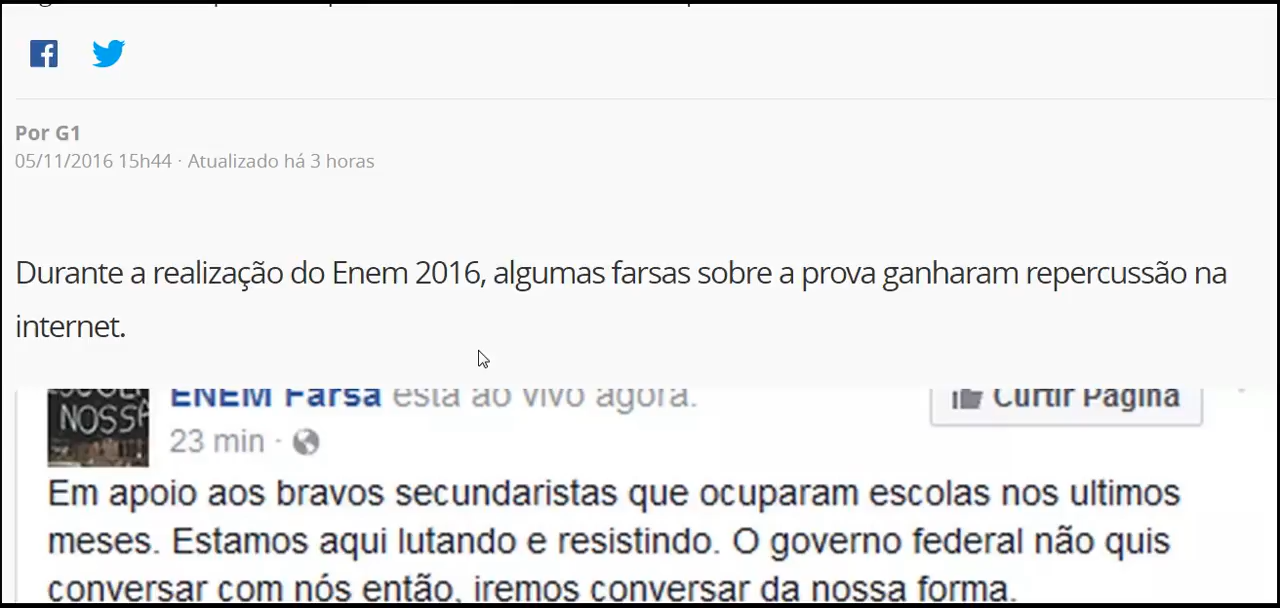 Por G1
05/11/2016 15h44 · Atualizado há 3 horas
Durante a realização do Enem 2016, algumas farsas sobre a prova ganharam repercussão na
internet.
NOSSA
ENEM Farsa está ao vivo agora.
Curtir Página
23 min ·
Em apoio aos bravos secundaristas que ocuparam escolas nos ultimos
meses. Estamos aqui lutando e resistindo. O governo federal não quis
conversar com nós então, iremos conversar da nossa forma.